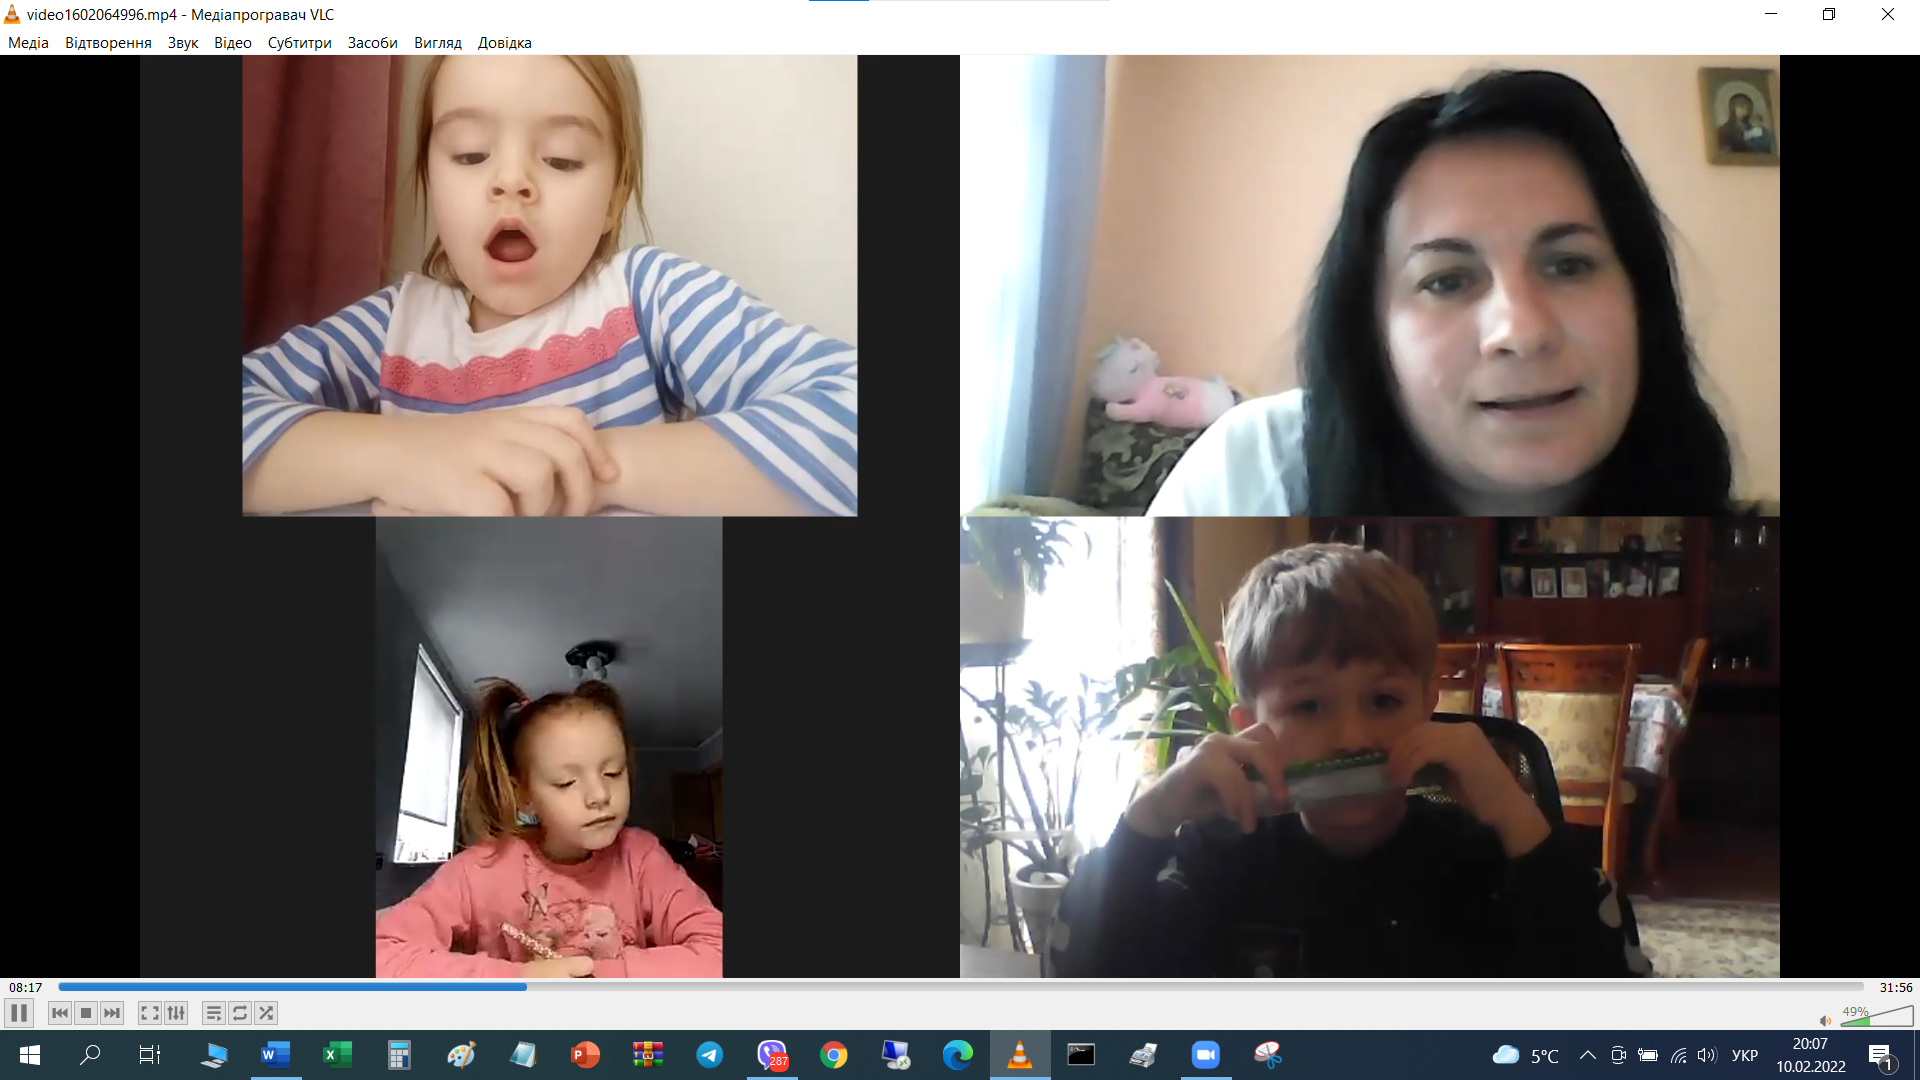 video1602064996.mp4 - Медіапрогравач VLC
Медіа Відтворення Звук Відео Субтитри Засоби Вигляд Довідка
08:17
31:56
49%
287
5°C
УКР
20:07
10.02.2022
1